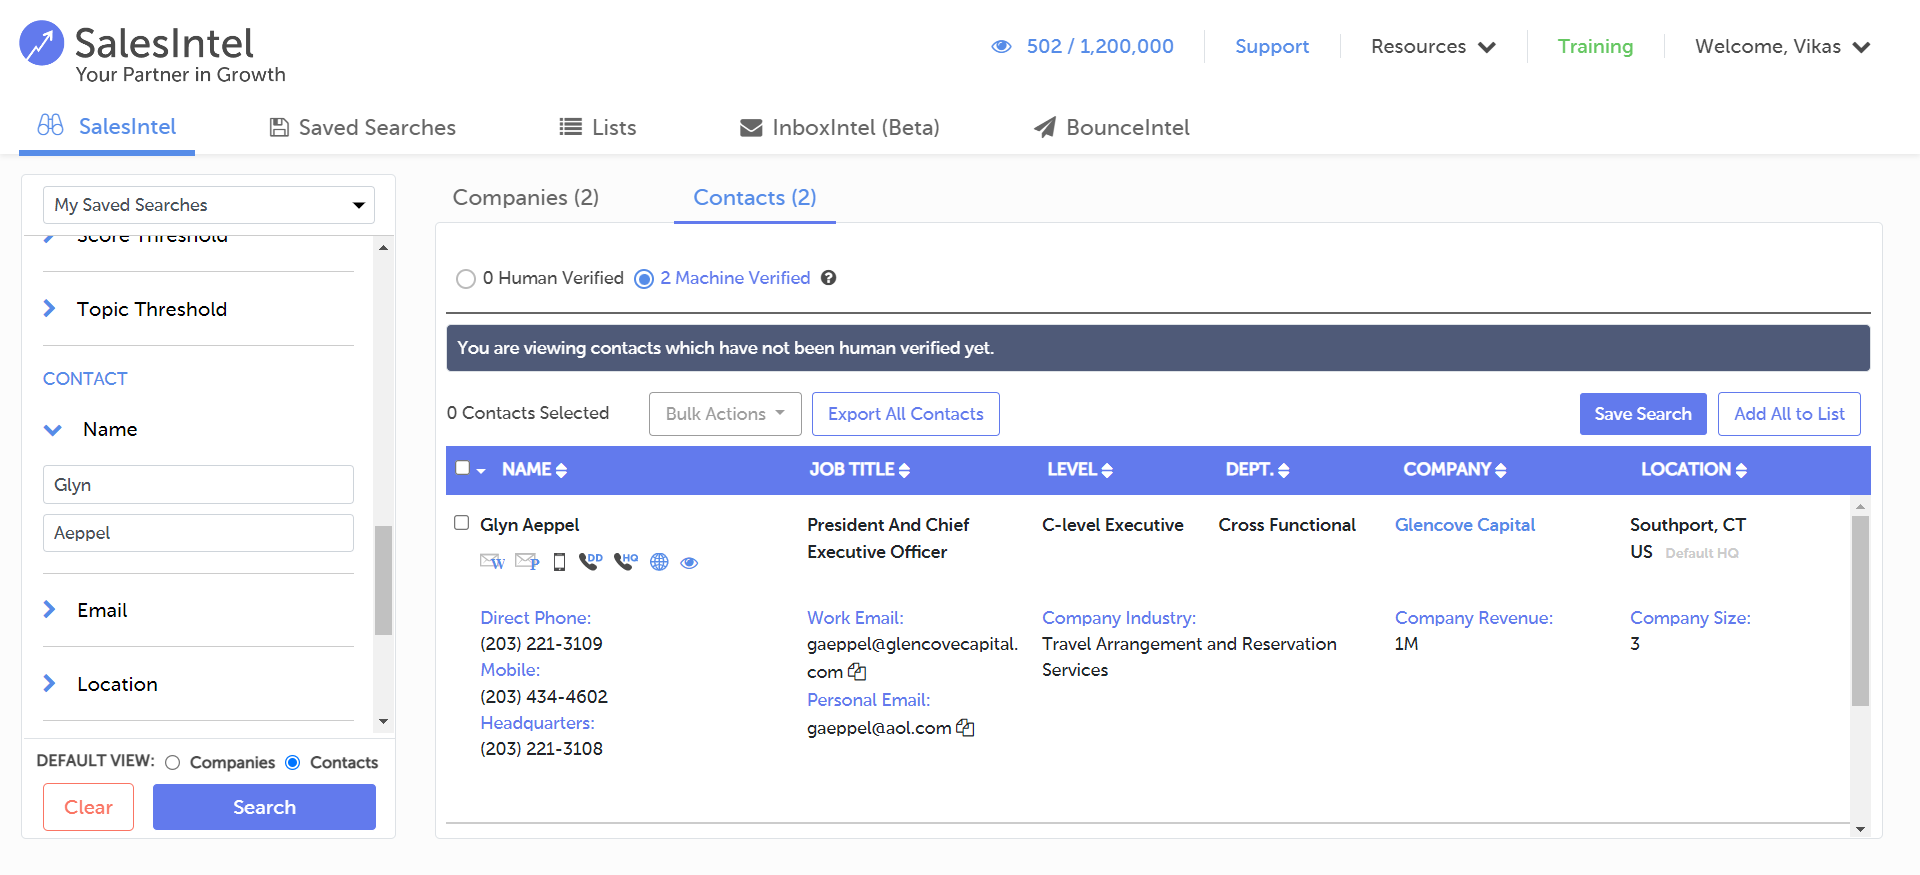 SalesIntel
Your Partner in Growth
502 / 1,200,000
Support
Resources
Training
Welcome, Vikas
SalesIntel
Saved Searches
Lists
InboxIntel (Beta)
BounceIntel
My Saved Searches
Score Threshold
Topic Threshold
CONTACT
Name
Glyn
Aeppel
Email
Location
DEFAULT VIEW: Companies Contacts
Clear
Search
Companies (2)
Contacts (2)
0 Human Verified 2 Machine Verified ?
You are viewing contacts which have not been human verified yet.
0 Contacts Selected
Bulk Actions
Export All Contacts
Save Search
Add All to List
NAME JOB TITLE LEVEL DEPT. COMPANY LOCATION
Glyn Aeppel
W P DD HQ
President And Chief
Executive Officer
C-level Executive
Cross Functional
Glencove Capital
Southport, CT
US Default HQ
Direct Phone:
(203) 221-3109
Mobile:
(203) 434-4602
Headquarters:
(203) 221-3108
Work Email:
gaeppel@glencovecapital.
com
Personal Email:
gaeppel@aol.com
Company Industry:
Travel Arrangement and Reservation
Services
Company Revenue:
1M
Company Size:
3